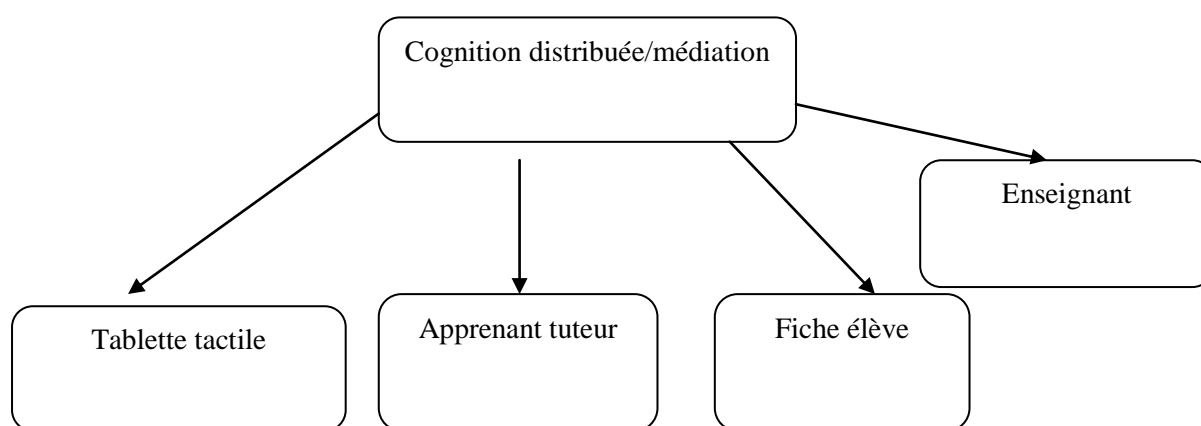 Cognition distribuée/médiation
Enseignant
Tablette tactile
Apprenant tuteur
Fiche élève